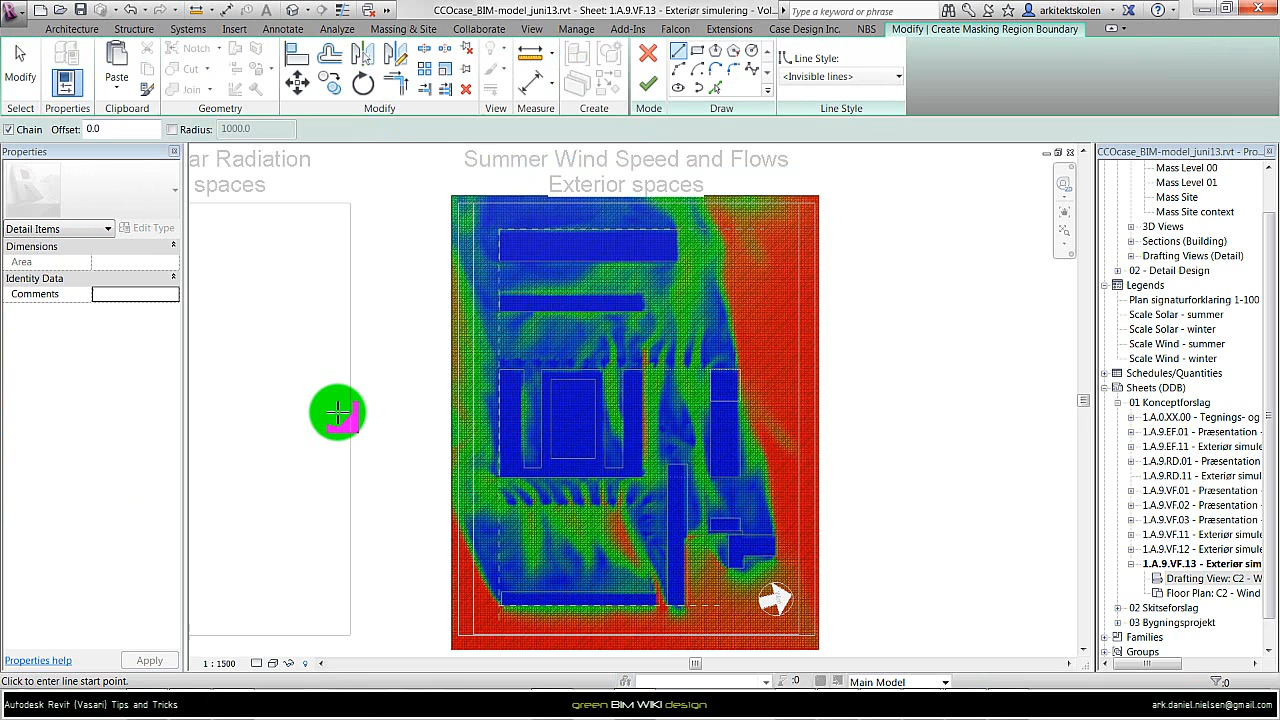 CCOcase_BIM-model_juni13.rvt - Sheet: 1.A.9.VF.13 - Exteriør simulering - Vol...
Type a keyword or phrase
arkitektskolen
Architecture
Structure
Systems
Insert
Annotate
Analyze
Massing & Site
Collaborate
View
Manage
Add-Ins
Falcon
Extensions
Case Design Inc.
NBS
Modify | Create Masking Region Boundary
Modify
Paste
Notch
Cut
Join
Line Style:
<Invisible lines>
Select
Properties
Clipboard
Geometry
Modify
View
Measure
Create
Mode
Draw
Line Style
Chain
Offset:
0.0
Radius:
1000.0
Properties
Detail Items
Edit Type
Dimensions
Area
Identity Data
Comments
Properties help
Apply
ar Radiation
spaces
Summer Wind Speed and Flows
Exterior spaces
CCOcase_BIM-model_juni13.rvt - Pro...
Mass Level 00
Mass Level 01
Mass Site
Mass Site context
3D Views
Sections (Building)
Drafting Views (Detail)
02 - Detail Design
Legends
Plan signaturforklaring 1-100
Scale Solar - summer
Scale Solar - winter
Scale Wind - summer
Scale Wind - winter
Schedules/Quantities
Sheets (DDB)
01 Konceptforslag
1.A.0.XX.00 - Tegnings- og
1.A.9.EF.01 - Præsentation
1.A.9.EF.11 - Exteriør simule
1.A.9.RD.01 - Præsentation
1.A.9.RD.11 - Exteriør simul
1.A.9.VF.01 - Præsentation
1.A.9.VF.02 - Præsentation
1.A.9.VF.03 - Præsentation
1.A.9.VF.11 - Exteriør simule
1.A.9.VF.12 - Exteriør simule
1.A.9.VF.13 - Exteriør sim
Drafting View: C2 - W
Floor Plan: C2 - Wind
02 Skitseforslag
03 Bygningsprojekt
Families
Groups
1 : 1500
Click to enter line start point.
:0
Main Model
:0
Autodesk Revit (Vasari) Tips and Tricks
green BIM WIKI design
ark.daniel.nielsen@gmail.com